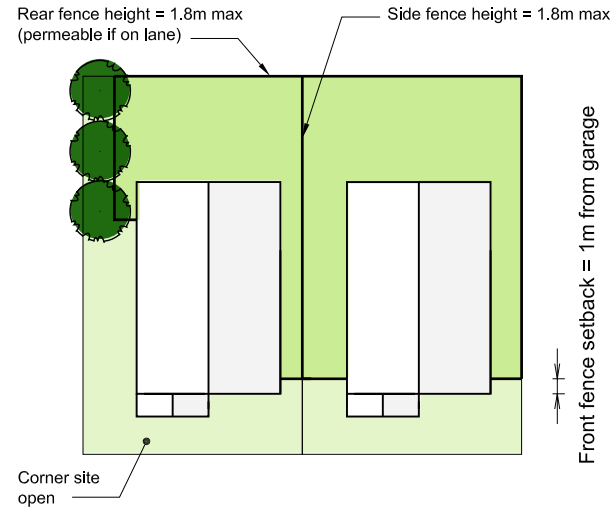 Rear fence height = 1.8m max
(permeable if on lane)
Side fence height = 1.8m max
Front fence setback = 1m from garage
Corner site
open